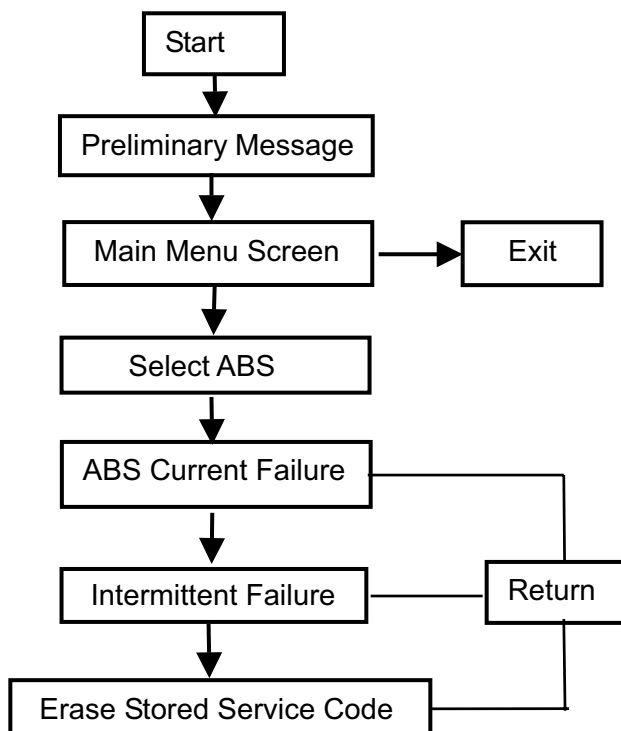 Start
Preliminary Message
Main Menu Screen
Exit
Select ABS
ABS Current Failure
Intermittent Failure
Return
Erase Stored Service Code